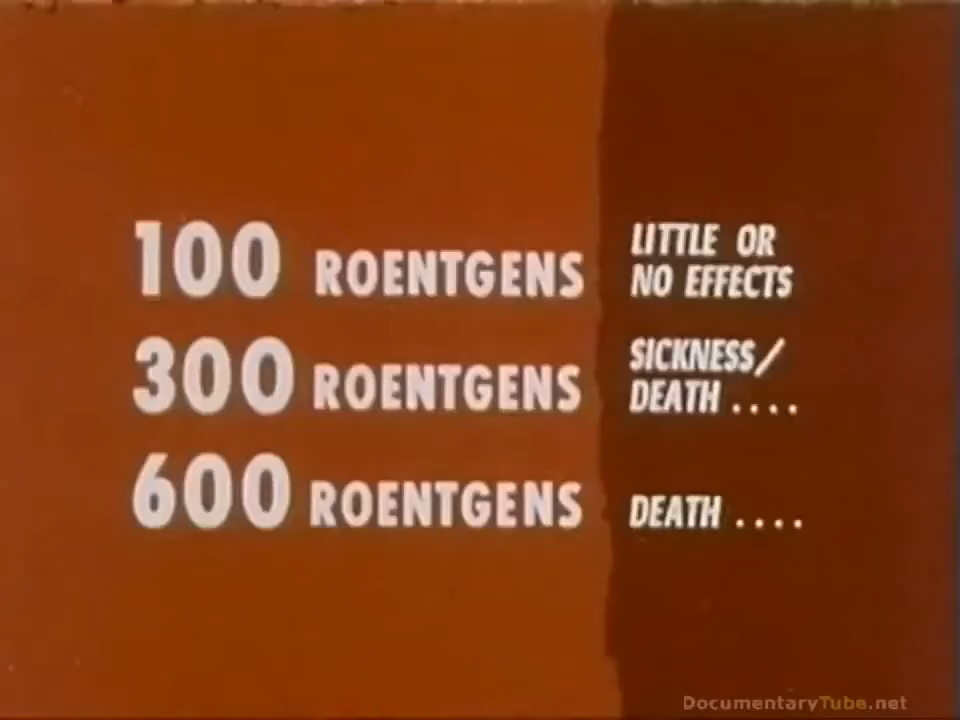 100 ROENTGENS LITTLE OR
NO EFFECTS
300 ROENTGENS SICKNESS/
DEATH ....
600 ROENTGENS DEATH ....
DocumentaryTube.net